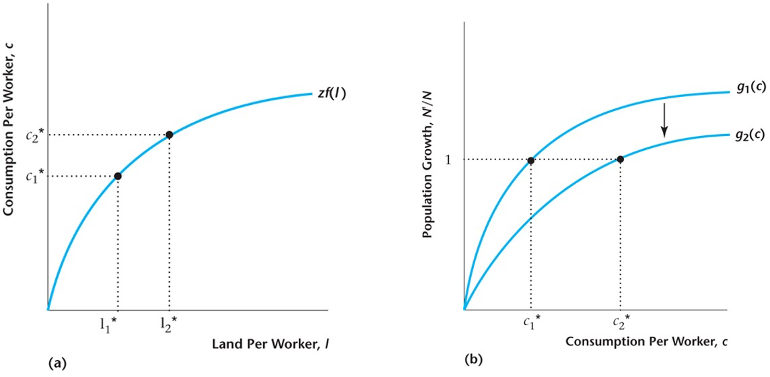 Consumption Per Worker, c
zf(l)
c2*
c1*
l1*
l2*
Land Per Worker, l
(a)
Population Growth, N'/N
g1(c)
g2(c)
1
c1*
c2*
Consumption Per Worker, c
(b)